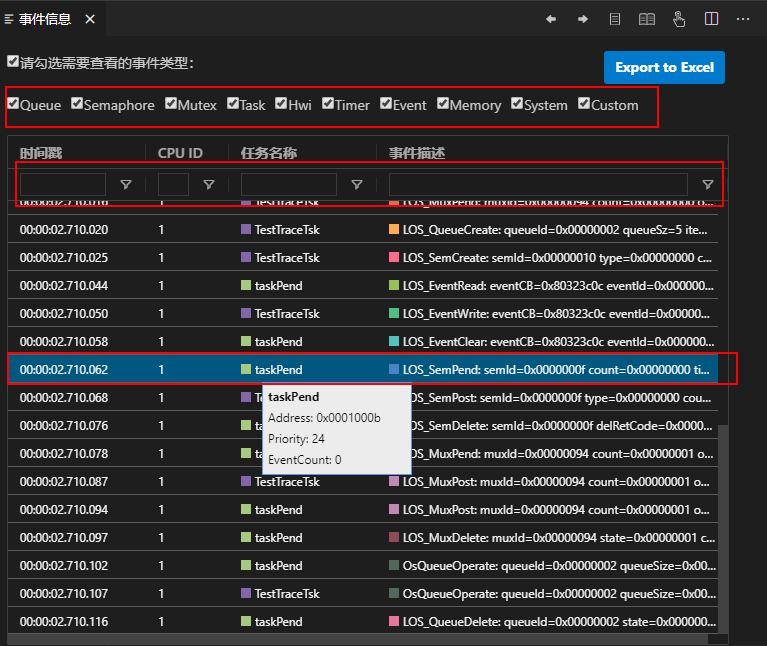 事件信息
请勾选需要查看的事件类型:
Export to Excel
Queue Semaphore Mutex Task Hwi Timer Event Memory System Custom
时间戳 CPU ID 任务名称 事件描述
00:00:02.710.016 1 TestTraceTsk LOS_MuxPend: muxId=0x00000094 count=0x00000000 o...
00:00:02.710.020 1 TestTraceTsk LOS_QueueCreate: queueId=0x00000002 queueSz=5 ite...
00:00:02.710.025 1 TestTraceTsk LOS_SemCreate: semId=0x00000010 type=0x00000000 c...
00:00:02.710.044 1 taskPend LOS_EventRead: eventCB=0x80323c0c eventId=0x000000...
00:00:02.710.050 1 TestTraceTsk LOS_EventWrite: eventCB=0x80323c0c eventId=0x00000...
00:00:02.710.058 1 taskPend LOS_EventClear: eventCB=0x80323c0c eventId=0x00000...
00:00:02.710.062 1 taskPend LOS_SemPend: semId=0x0000000f count=0x00000000 ti...
00:00:02.710.068 1 Te LOS_SemPost: semId=0x0000000f type=0x00000000 cou...
00:00:02.710.076 1 ta LOS_SemDelete: semId=0x0000000f delRetCode=0x0000...
00:00:02.710.078 1 ta LOS_MuxPend: muxId=0x00000094 count=0x00000001 o...
taskPend
Address: 0x0001000b
Priority: 24
EventCount: 0
00:00:02.710.087 1 TestTraceTsk LOS_MuxPost: muxId=0x00000094 count=0x00000001 o...
00:00:02.710.094 1 taskPend LOS_MuxPost: muxId=0x00000094 count=0x00000001 o...
00:00:02.710.097 1 taskPend LOS_MuxDelete: muxId=0x00000094 state=0x00000001 c...
00:00:02.710.102 1 taskPend OsQueueOperate: queueId=0x00000002 queueSize=0x00...
00:00:02.710.107 1 TestTraceTsk OsQueueOperate: queueId=0x00000002 queueSize=0x00...
00:00:02.710.116 1 taskPend LOS_QueueDelete: queueId=0x00000002 state=0x000000...